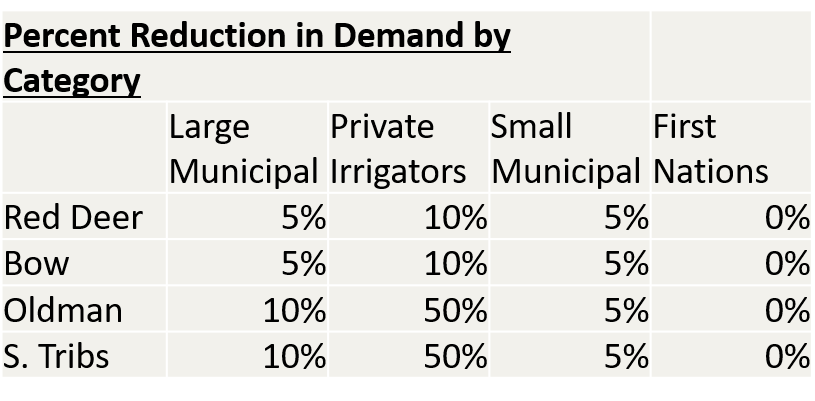 Percent Reduction in Demand by
Category
Large Municipal Private Irrigators Small Municipal First Nations
Red Deer 5% 10% 5% 0%
Bow 5% 10% 5% 0%
Oldman 10% 50% 5% 0%
S. Tribs 10% 50% 5% 0%